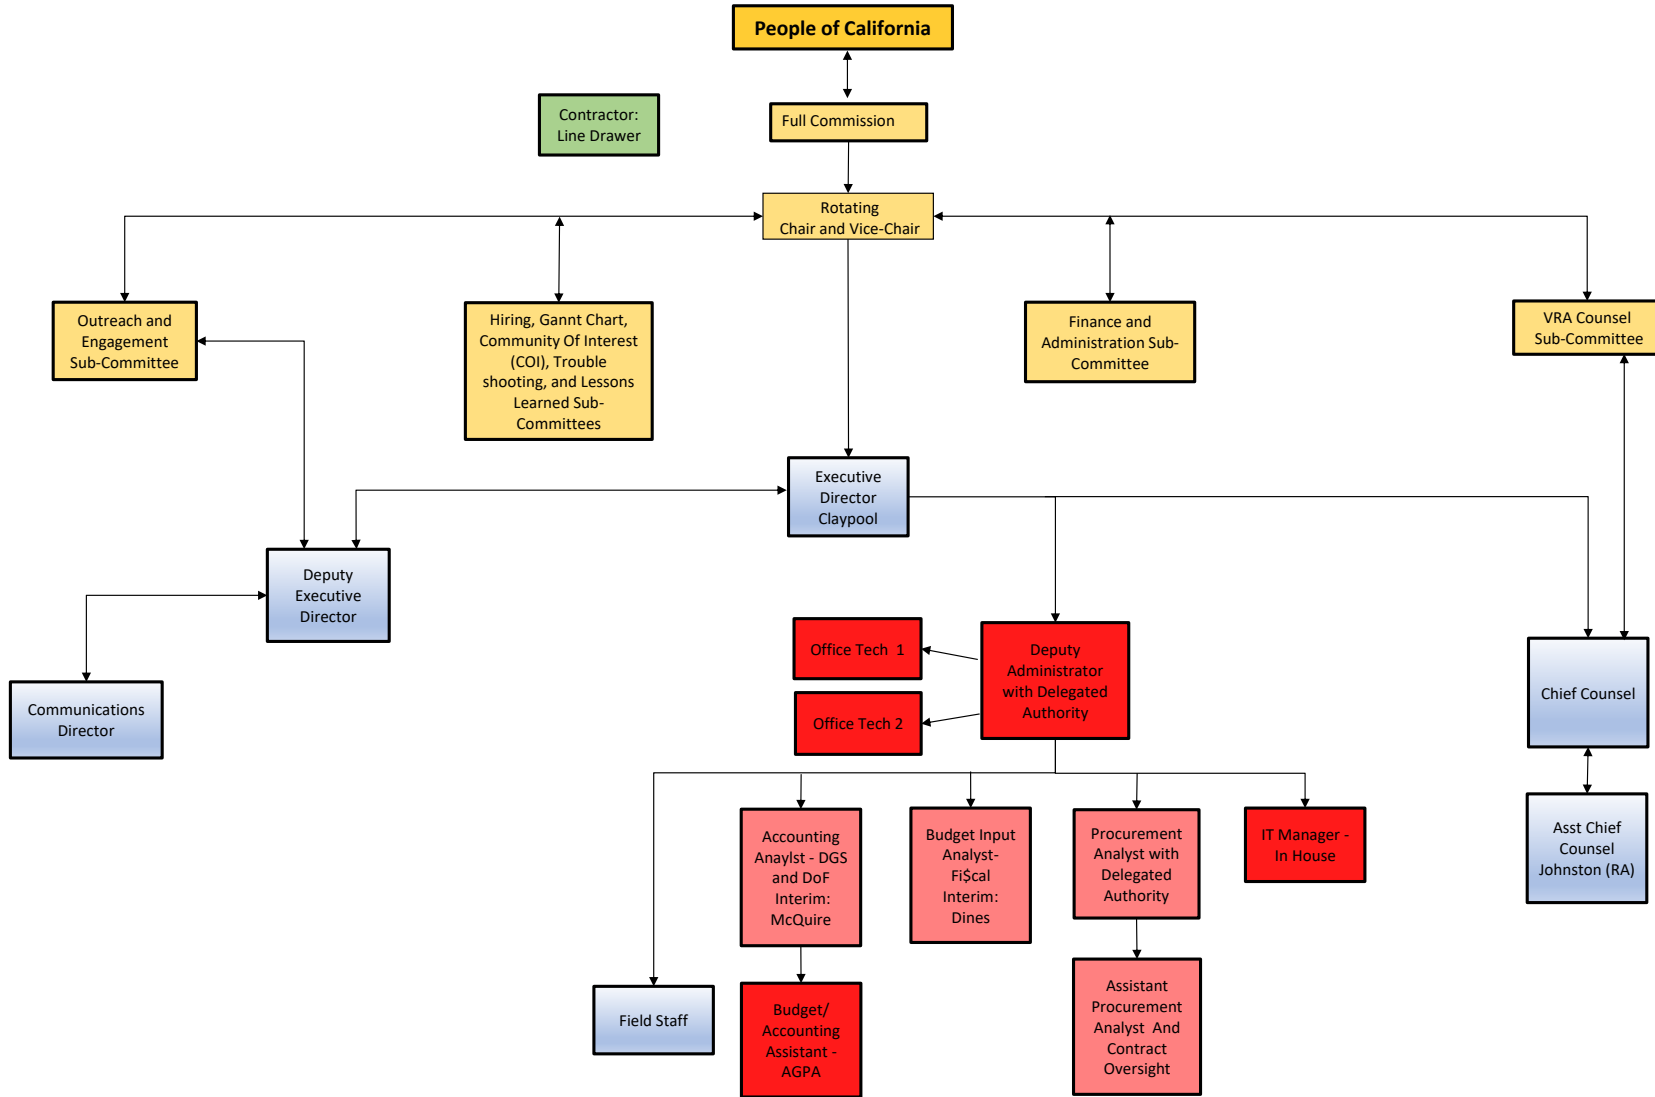 People of California
Contractor:
Line Drawer
Full Commission
Rotating
Chair and Vice-Chair
Outreach and
Engagement
Sub-Committee
Hiring, Gannt Chart,
Community Of Interest
(COI), Trouble
shooting, and Lessons
Learned Sub-
Committees
Finance and
Administration Sub-
Committee
VRA Counsel
Sub-Committee
Executive
Director
Claypool
Deputy
Executive
Director
Communications
Director
Office Tech  1
Office Tech 2
Deputy
Administrator
with Delegated
Authority
Chief Counsel
Asst Chief
Counsel
Johnston (RA)
Accounting
Anaylst - DGS
and DoF
Interim:
McQuire
Budget Input
Analyst-
Fi$cal
Interim:
Dines
Procurement
Analyst with
Delegated
Authority
IT Manager -
In House
Field Staff
Budget/
Accounting
Assistant -
AGPA
Assistant
Procurement
Analyst  And
Contract
Oversight